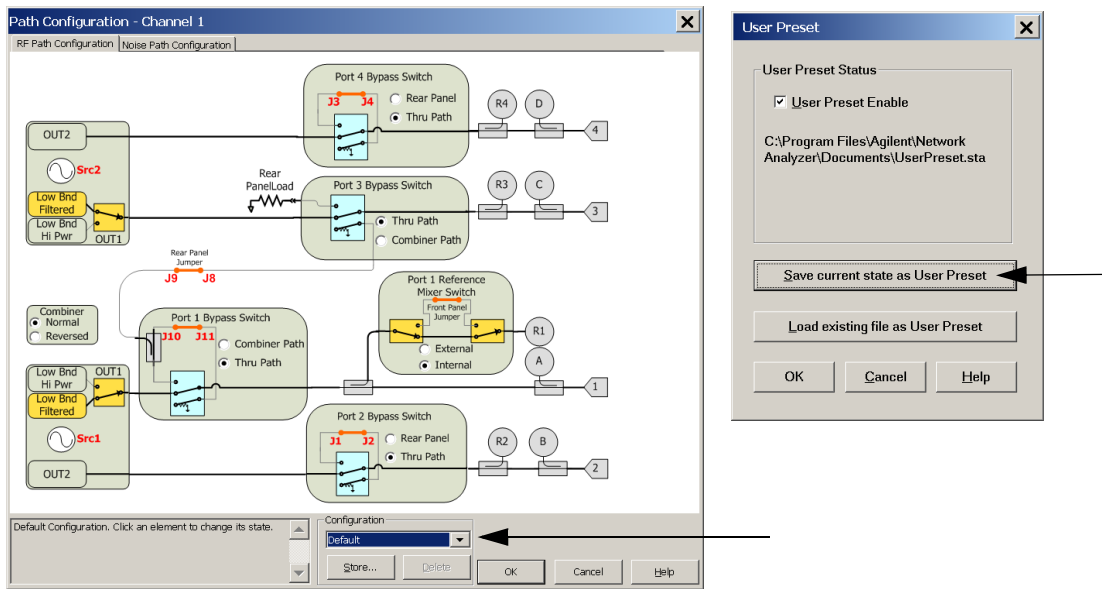 Path Configuration - Channel 1
RF Path Configuration
Noise Path Configuration
Port 4 Bypass Switch
J3 J4
Rear Panel
Thru Path
R4
D
4
OUT2
Src2
Low Bnd
Filtered
Low Bnd
Hi Pwr
OUT1
Rear
PanelLoad
Port 3 Bypass Switch
Thru Path
Combiner Path
R3
C
3
Rear Panel
Jumper
J9 J8
Port 1 Reference
Mixer Switch
Front Panel
Jumper
External
Internal
R1
A
1
Combiner
Normal
Reversed
Port 1 Bypass Switch
J10 J11
Combiner Path
Thru Path
Low Bnd
Hi Pwr
OUT1
Low Bnd
Filtered
Src1
OUT2
Port 2 Bypass Switch
J1 J2
Rear Panel
Thru Path
R2
B
2
Default Configuration. Click an element to change its state.
Configuration
Default
Store...
Delete
OK
Cancel
Help
User Preset
User Preset Status
User Preset Enable
C:\Program Files\Agilent\Network
Analyzer\Documents\UserPreset.sta
Save current state as User Preset
Load existing file as User Preset
OK
Cancel
Help